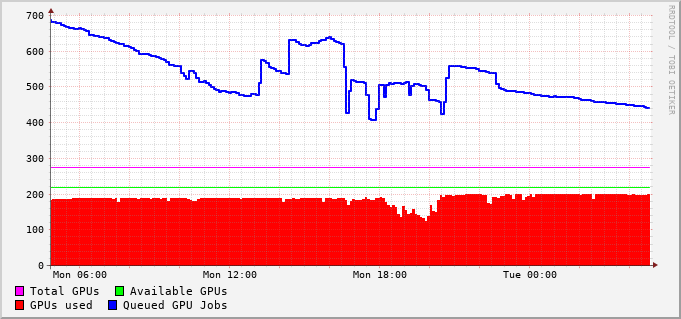 RRDTOOL / TOBI OETIKER
700
600
500
400
300
200
100
0
Mon 06:00 Mon 12:00 Mon 18:00 Tue 00:00
Total GPUs Available GPUs
GPUs used Queued GPU Jobs